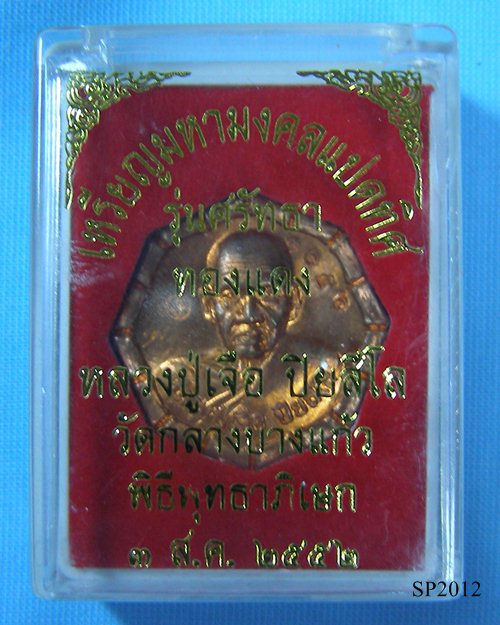 เหรียญมหามงคลแปดทิศ
รุ่นศรัทธา
ทองแดง
หลวงปู่เจือ ปิยสีโล
วัดกลางบางแก้ว
พิธีพุทธาภิเษก
๓ ส.ค. ๒๕๕๒
SP2012